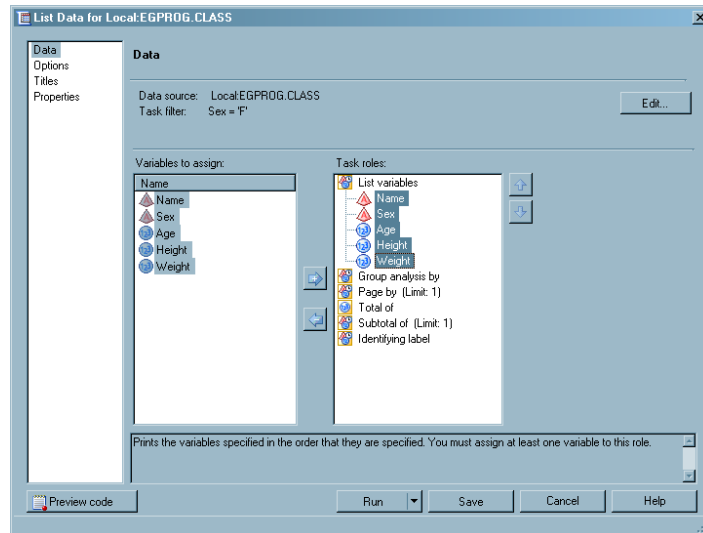 List Data for Local:EGPROG.CLASS
Data
Options
Titles
Properties
Data
Data source: Local:EGPROG.CLASS
Task filter: Sex = 'F'
Edit...
Variables to assign:
Name
Name
Sex
Age
Height
Weight
Task roles:
List variables
Name
Sex
Age
Height
Weight
Group analysis by
Page by (Limit: 1)
Total of
Subtotal of (Limit: 1)
Identifying label
Prints the variables specified in the order that they are specified. You must assign at least one variable to this role.
Preview code
Run
Save
Cancel
Help